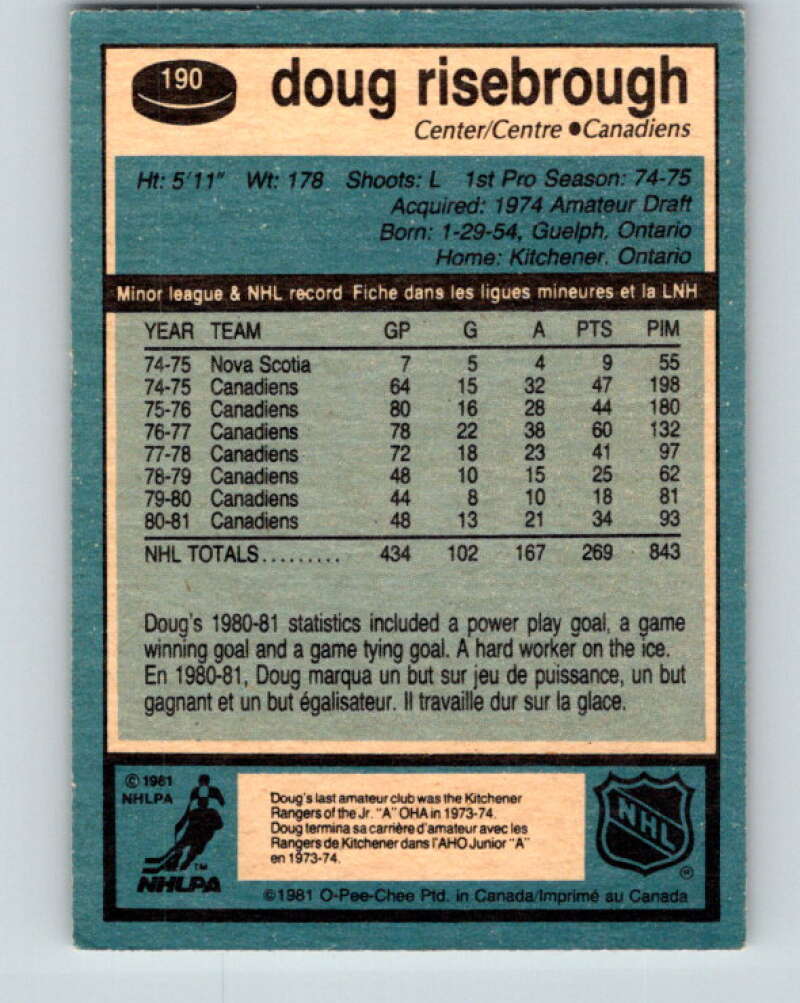 190
doug risebrough
Center/Centre ●Canadiens
Ht: 5'11" Wt: 178 Shoots: L 1st Pro Season: 74-75
Acquired: 1974 Amateur Draft
Born: 1-29-54, Guelph, Ontario
Home: Kitchener, Ontario
Minor league & NHL record Fiche dans les ligues mineures et la LNH
YEAR TEAM GP G A PTS PIM
74-75 Nova Scotia 7 5 4 9 55
74-75 Canadiens 64 15 32 47 198
75-76 Canadiens 80 16 28 44 180
76-77 Canadiens 78 22 38 60 132
77-78 Canadiens 72 18 23 41 97
78-79 Canadiens 48 10 15 25 62
79-80 Canadiens 44 8 10 18 81
80-81 Canadiens 48 13 21 34 93
NHL TOTALS......... 434 102 167 269 843
Doug's 1980-81 statistics included a power play goal, a game
winning goal and a game tying goal. A hard worker on the ice.
En 1980-81, Doug marqua un but sur jeu de puissance, un but
gagnant et un but égalisateur. Il travaille dur sur la glace.
© 1981
NHLPA
TM
NHLPA
Doug's last amateur club was the Kitchener
Rangers of the Jr. "A" OHA in 1973-74.
Doug termina sa carrière d'amateur avec les
Rangers de Kitchener dans l'AHO Junior "A"
en 1973-74.
NHL
®
©1981 O-Pee-Chee Ptd. in Canada/Imprimé au Canada